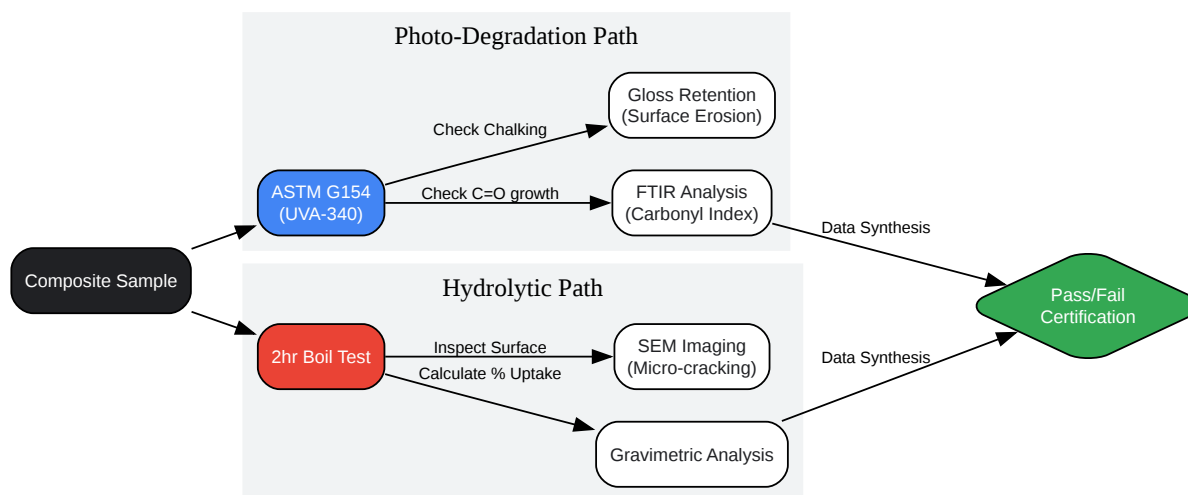 Photo-Degradation Path
Gloss Retention
(Surface Erosion)
Check Chalking
ASTM G154
(UVA-340)
Check C=O growth
FTIR Analysis
(Carbonyl Index)
Data Synthesis
Composite Sample
Pass/Fail
Certification
Hydrolytic Path
2hr Boil Test
Inspect Surface
SEM Imaging
(Micro-cracking)
Data Synthesis
Calculate % Uptake
Gravimetric Analysis